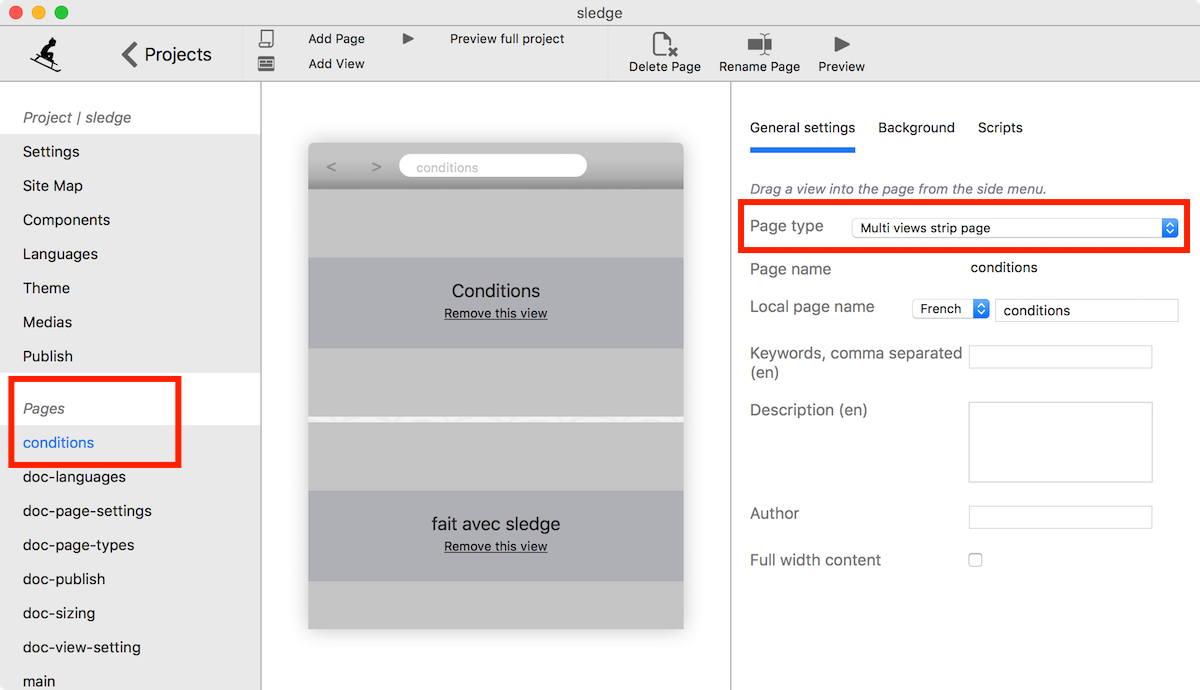 sledge
Projects
Add Page
Preview full project
Add View
Delete Page
Rename Page
Preview
Project | sledge
Settings
Site Map
Components
Languages
Theme
Medias
Publish
Pages
conditions
doc-languages
doc-page-settings
doc-page-types
doc-publish
doc-sizing
doc-view-setting
main
< > conditions
Conditions
Remove this view
fait avec sledge
Remove this view
General settings Background Scripts
Drag a view into the page from the side menu.
Page type Multi views strip page
Page name conditions
Local page name French conditions
Keywords, comma separated
(en)
Description (en)
Author
Full width content